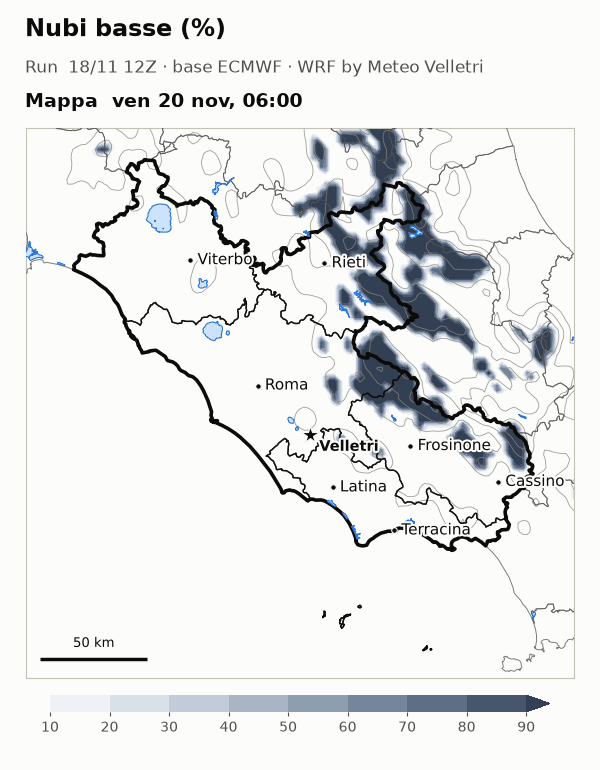 Nubi basse (%)
Run 18/11 12Z · base ECMWF · WRF by Meteo Velletri
Mappa ven 20 nov, 06:00
Viterbo
Rieti
Roma
Velletri
Frosinone
Latina
Cassino
Terracina
50 km
10 20 30 40 50 60 70 80 90